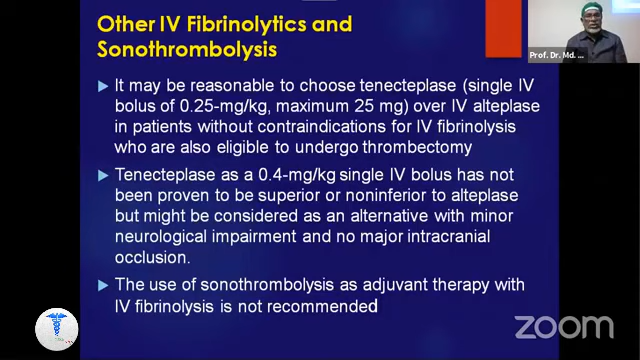 Other IV Fibrinolytics and
Sonothrombolysis
It may be reasonable to choose tenecteplase (single IV
bolus of 0.25-mg/kg, maximum 25 mg) over IV alteplase
in patients without contraindications for IV fibrinolysis
who are also eligible to undergo thrombectomy
Tenecteplase as a 0.4-mg/kg single IV bolus has not
been proven to be superior or noninferior to alteplase
but might be considered as an alternative with minor
neurological impairment and no major intracranial
occlusion.
The use of sonothrombolysis as adjuvant therapy with
IV fibrinolysis is not recommended
Prof. Dr. Md. ...
zoom